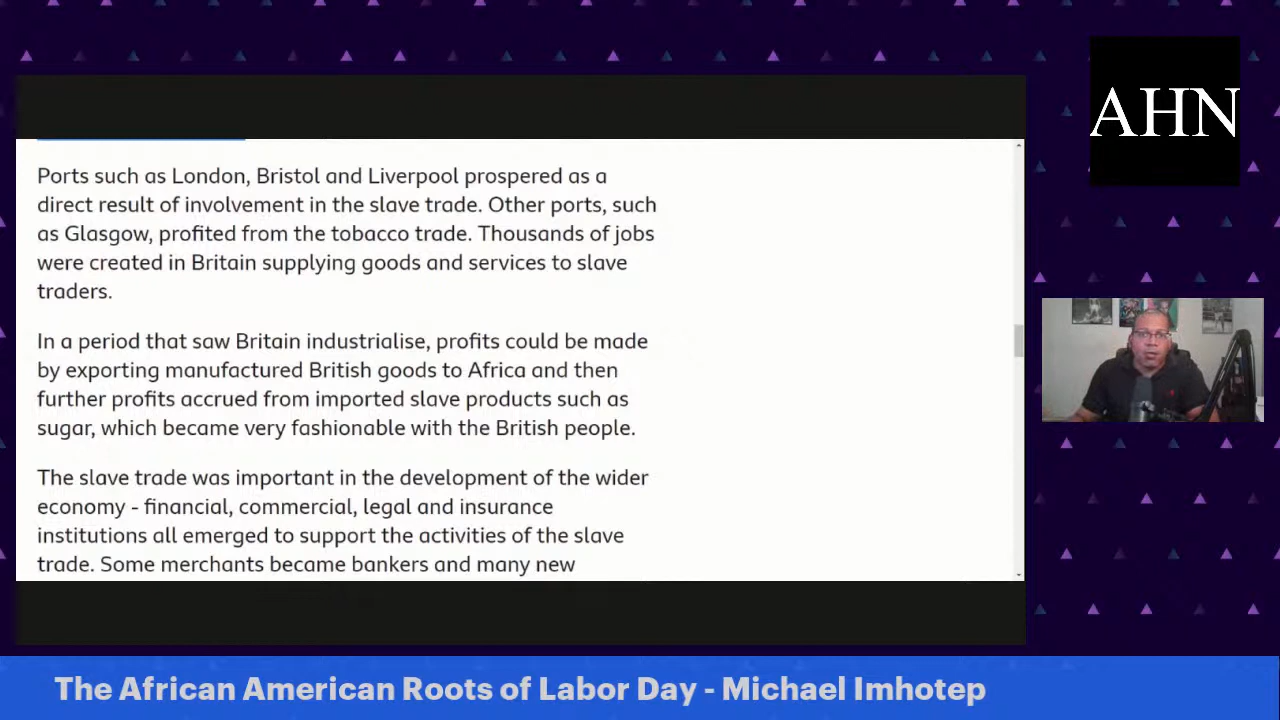 AHN
Ports such as London, Bristol and Liverpool prospered as a
direct result of involvement in the slave trade. Other ports, such
as Glasgow, profited from the tobacco trade. Thousands of jobs
were created in Britain supplying goods and services to slave
traders.
In a period that saw Britain industrialise, profits could be made
by exporting manufactured British goods to Africa and then
further profits accrued from imported slave products such as
sugar, which became very fashionable with the British people.
The slave trade was important in the development of the wider
economy - financial, commercial, legal and insurance
institutions all emerged to support the activities of the slave
trade. Some merchants became bankers and many new
The African American Roots of Labor Day - Michael Imhotep